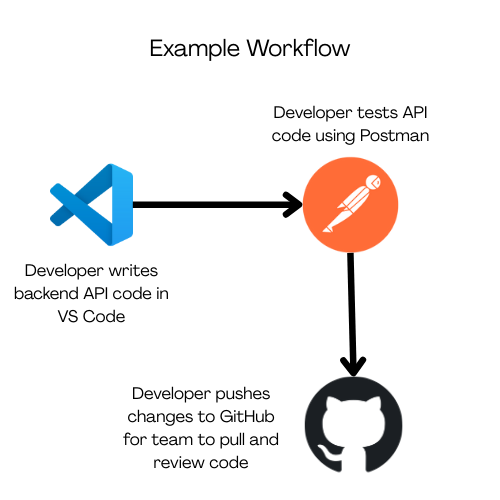 Example Workflow
Developer tests API
code using Postman
Developer writes
backend API code in
VS Code
Developer pushes
changes to GitHub
for team to pull and
review code